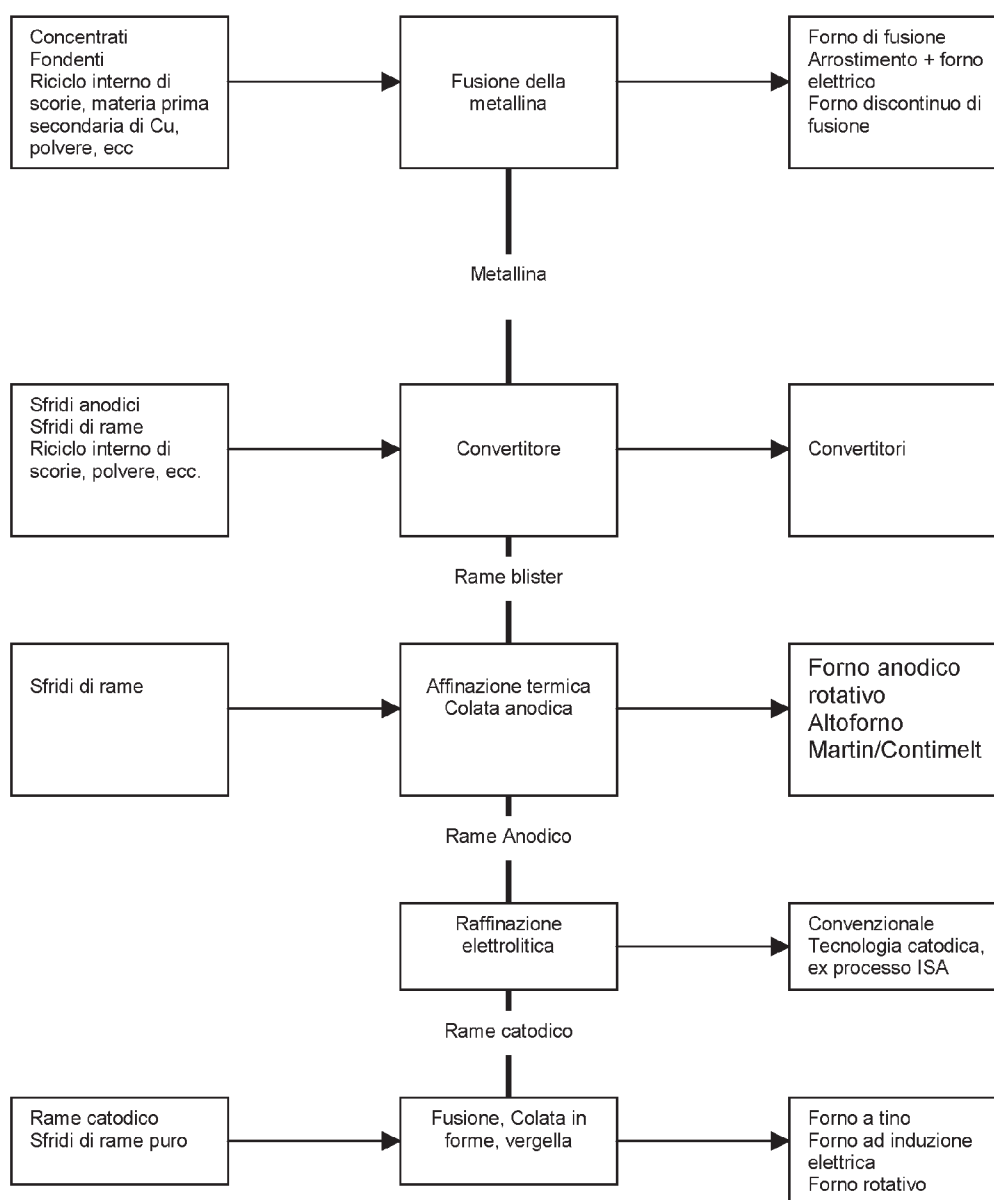 Concentrati
Fondenti
Riciclo interno di
scorie, materia prima
secondaria di Cu,
polvere, ecc
Fusione della
metallina
Forno di fusione
Arrostimento + forno
elettrico
Forno discontinuo di
fusione
Metallina
Sfridi anodici
Sfridi di rame
Riciclo interno di
scorie, polvere, ecc.
Convertitore
Convertitori
Rame blister
Sfridi di rame
Affinazione termica
Colata anodica
Forno anodico
rotativo
Altoforno
Martin/Contimelt
Rame Anodico
Raffinazione
elettrolitica
Convenzionale
Tecnologia catodica,
ex processo ISA
Rame catodico
Rame catodico
Sfridi di rame puro
Fusione, Colata in
forme, vergella
Forno a tino
Forno ad induzione
elettrica
Forno rotativo